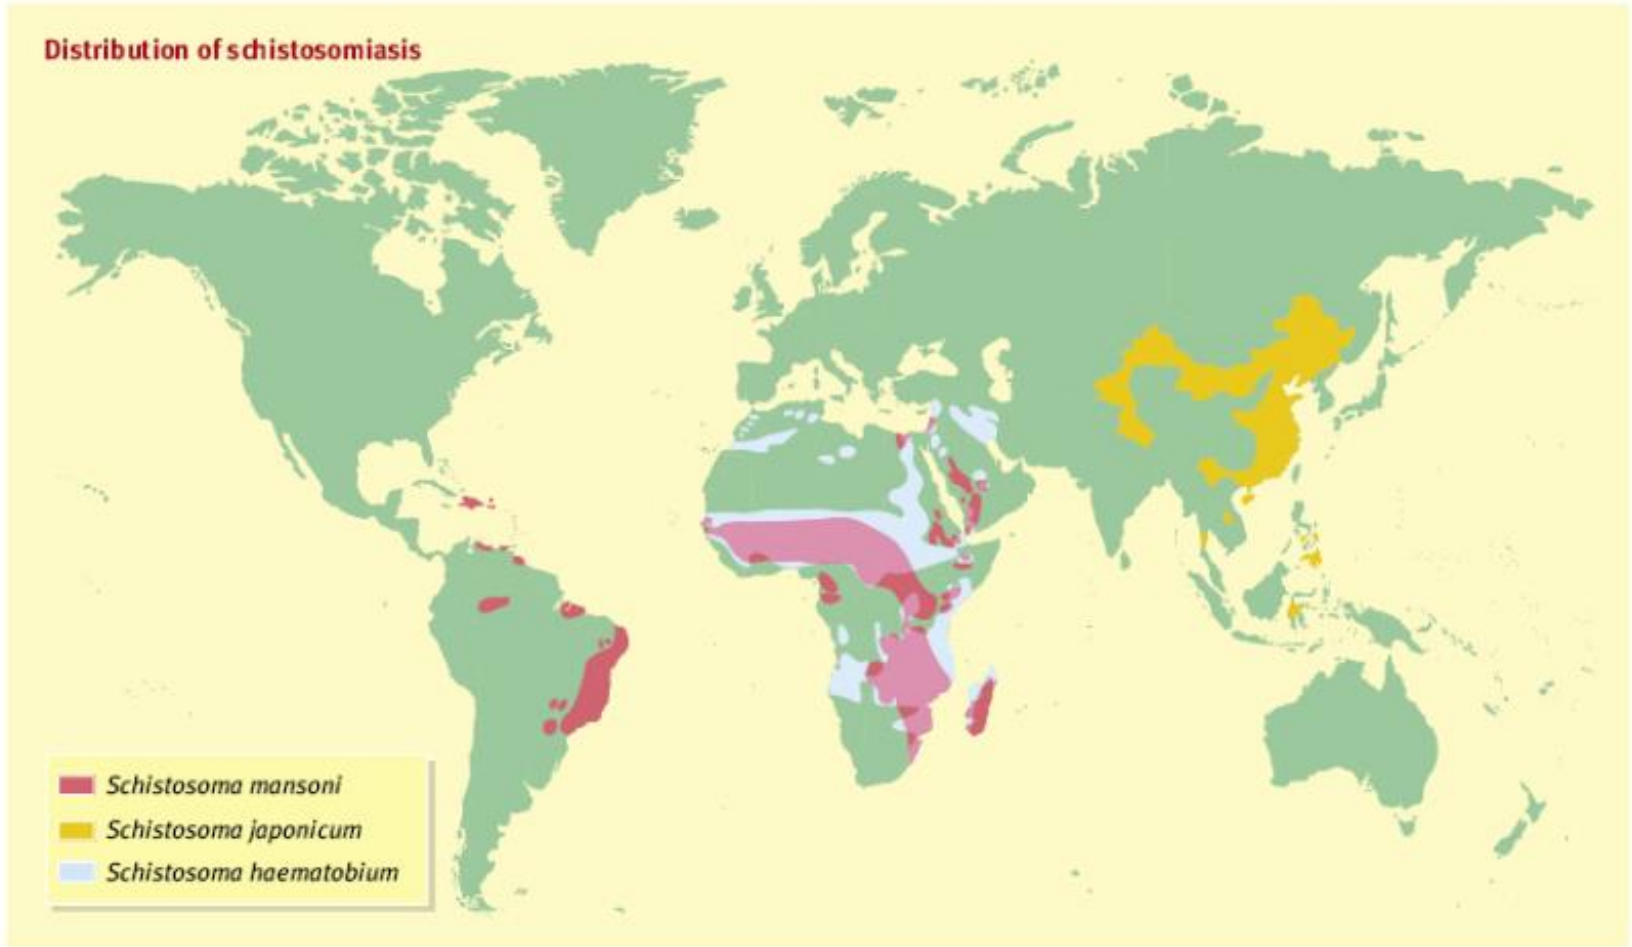 Distribution of schistosomiasis
Schistosoma mansoni
Schistosoma japonicum
Schistosoma haematobium